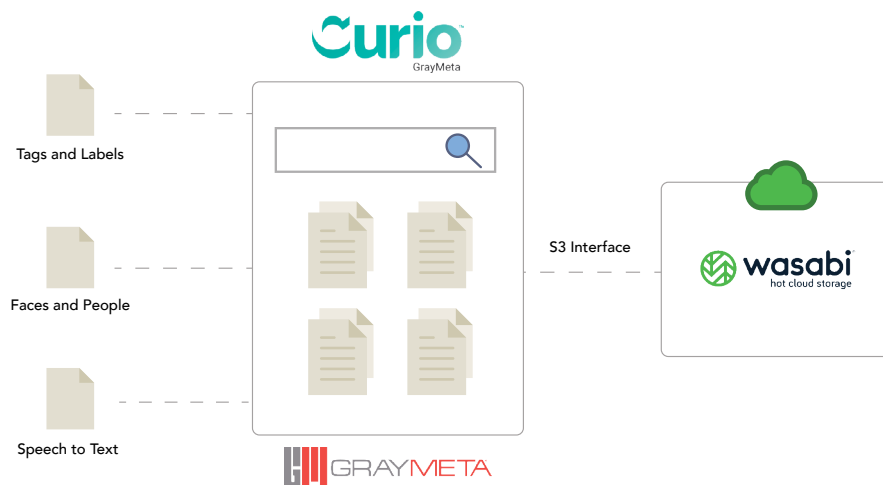 Curio
GrayMeta
Tags and Labels
Faces and People
Speech to Text
S3 Interface
wasabi
hot cloud storage
GRAYMETA